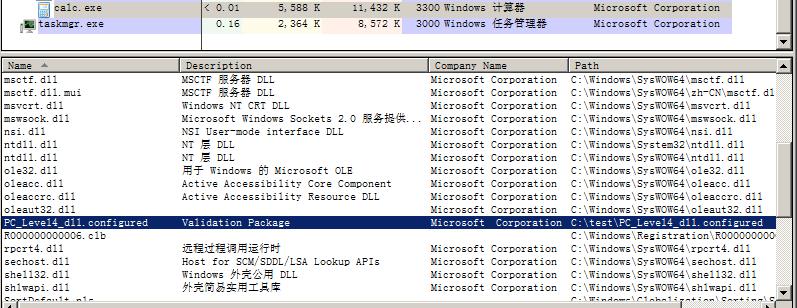 calc.exe < 0.01 5,588 K 11,432 K 3300 Windows 计算器 Microsoft Corporation
taskmgr.exe 0.16 2,364 K 8,572 K 3000 Windows 任务管理器 Microsoft Corporation
Name Description Company Name Path
msctf.dll MSCTF 服务器 DLL Microsoft Corporation C:\Windows\SysWOW64\msctf.dll
msctf.dll.mui MSCTF 服务器 DLL Microsoft Corporation C:\Windows\SysWOW64\zh-CN\msctf.dl
msvcrt.dll Windows NT CRT DLL Microsoft Corporation C:\Windows\SysWOW64\msvcrt.dll
mswsock.dll Microsoft Windows Sockets 2.0 服务提供... Microsoft Corporation C:\Windows\SysWOW64\mswsock.dll
nsi.dll NSI User-mode interface DLL Microsoft Corporation C:\Windows\SysWOW64\nsi.dll
ntdll.dll NT 层 DLL Microsoft Corporation C:\Windows\System32\ntdll.dll
ntdll.dll NT 层 DLL Microsoft Corporation C:\Windows\SysWOW64\ntdll.dll
ole32.dll 用于 Windows 的 Microsoft OLE Microsoft Corporation C:\Windows\SysWOW64\ole32.dll
oleacc.dll Active Accessibility Core Component Microsoft Corporation C:\Windows\SysWOW64\oleacc.dll
oleaccrc.dll Active Accessibility Resource DLL Microsoft Corporation C:\Windows\SysWOW64\oleaccrc.dll
oleaut32.dll Microsoft Corporation C:\Windows\SysWOW64\oleaut32.dll
PC_Level4_dll.configured Validation Package Microsoft Corporation C:\test\PC_Level4_dll.configured
R000000000006.clb C:\Windows\Registration\R00000000
rpcrt4.dll 远程过程调用运行时 Microsoft Corporation C:\Windows\SysWOW64\rpcrt4.dll
sechost.dll Host for SCM/SDDL/LSA Lookup APIs Microsoft Corporation C:\Windows\SysWOW64\sechost.dll
shell32.dll Windows 外壳公用 DLL Microsoft Corporation C:\Windows\SysWOW64\shell32.dll
shlwapi.dll 外壳简易实用工具库 Microsoft Corporation C:\Windows\SysWOW64\shlwapi.dll